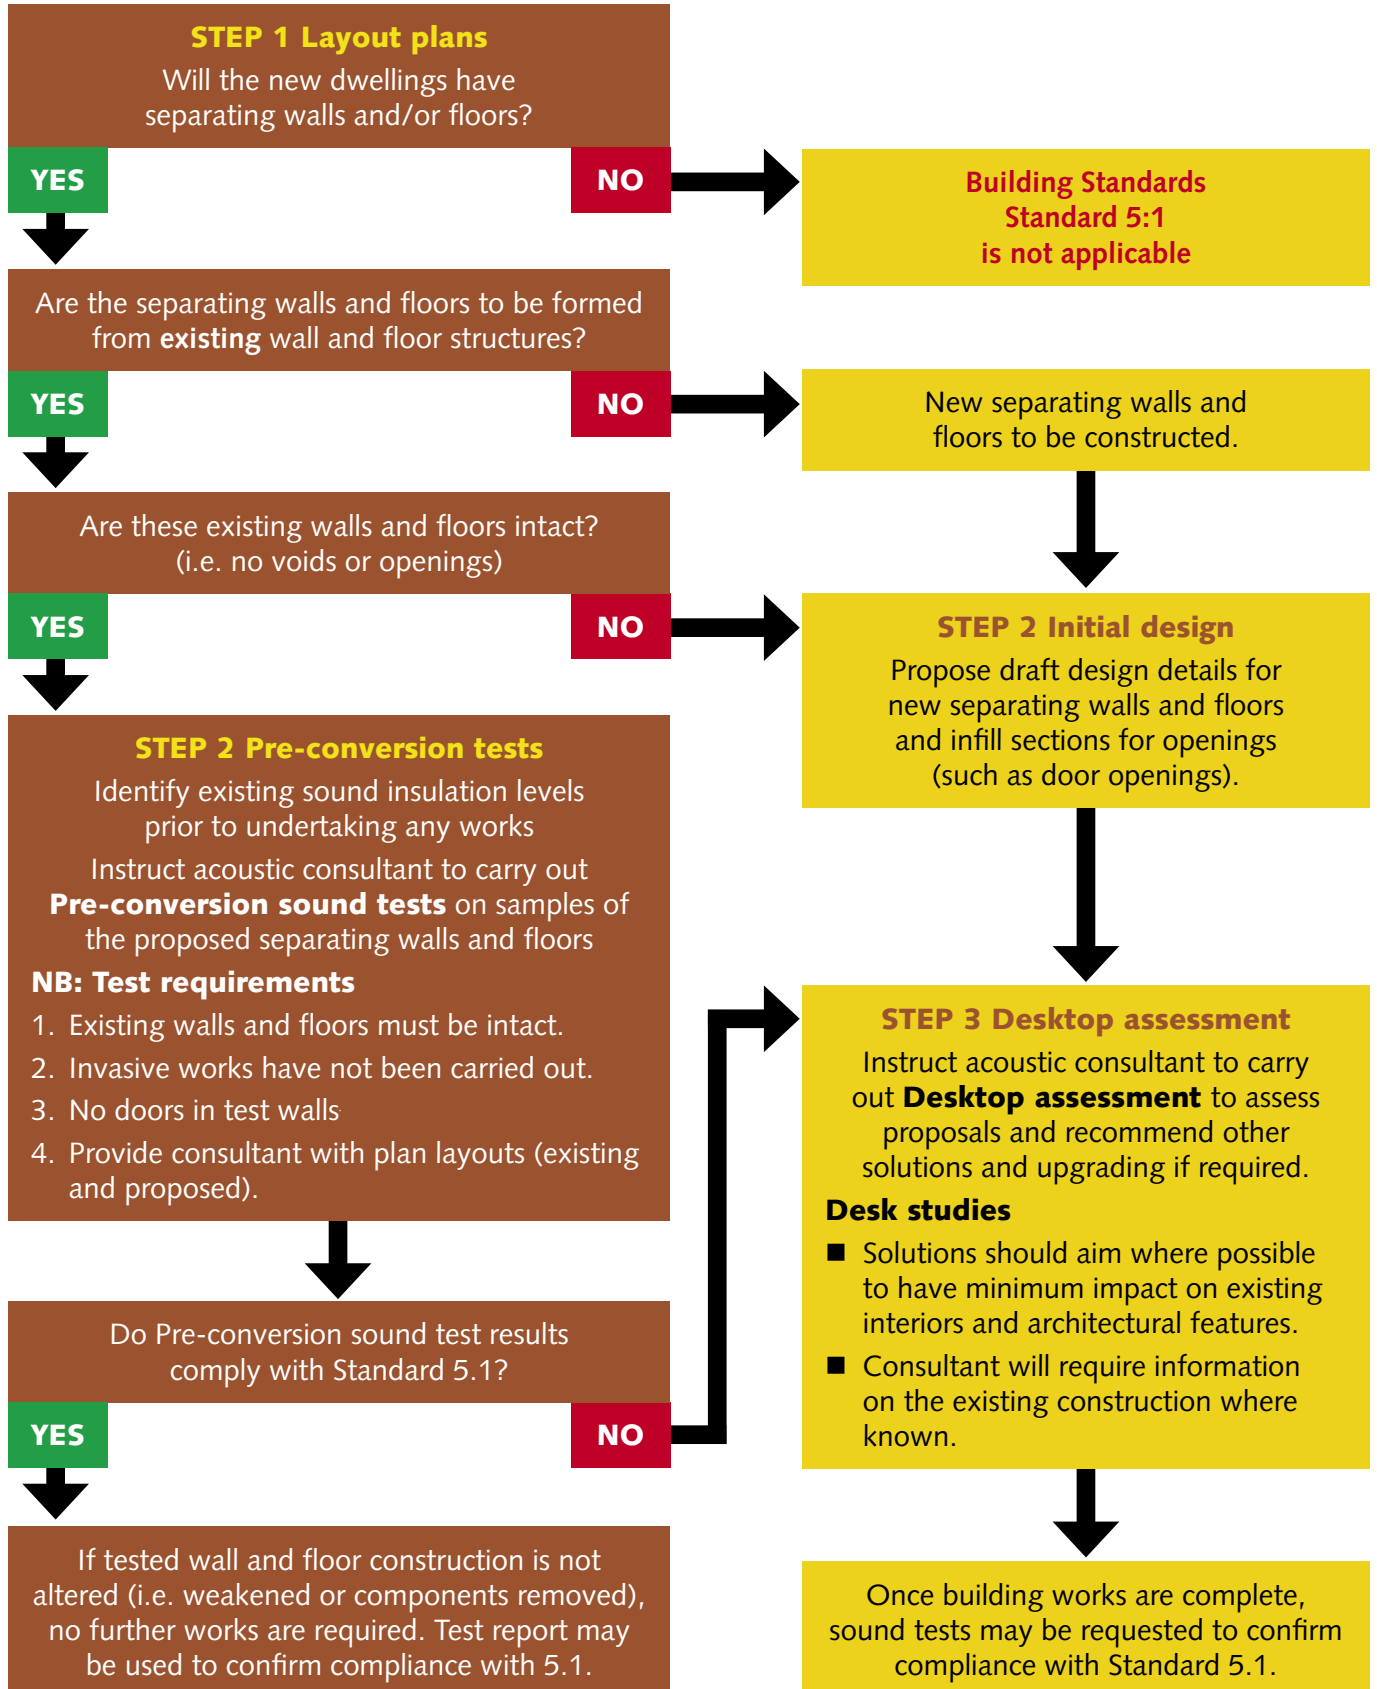 STEP 1 Layout plans
Will the new dwellings have
separating walls and/or floors?
YES
NO
Building Standards
Standard 5:1
is not applicable
Are the separating walls and floors to be formed
from existing wall and floor structures?
YES
NO
New separating walls and
floors to be constructed.
Are these existing walls and floors intact?
(i.e. no voids or openings)
YES
NO
STEP 2 Initial design
Propose draft design details for
new separating walls and floors
and infill sections for openings
(such as door openings).
STEP 2 Pre-conversion tests
Identify existing sound insulation levels
prior to undertaking any works
Instruct acoustic consultant to carry out
Pre-conversion sound tests on samples of
the proposed separating walls and floors
NB: Test requirements
1. Existing walls and floors must be intact.
2. Invasive works have not been carried out.
3. No doors in test walls.
4. Provide consultant with plan layouts (existing
and proposed).
STEP 3 Desktop assessment
Instruct acoustic consultant to carry
out Desktop assessment to assess
proposals and recommend other
solutions and upgrading if required.
Desk studies
■ Solutions should aim where possible
to have minimum impact on existing
interiors and architectural features.
■ Consultant will require information
on the existing construction where
known.
Do Pre-conversion sound test results
comply with Standard 5.1?
YES
NO
If tested wall and floor construction is not
altered (i.e. weakened or components removed),
no further works are required. Test report may
be used to confirm compliance with 5.1.
Once building works are complete,
sound tests may be requested to confirm
compliance with Standard 5.1.